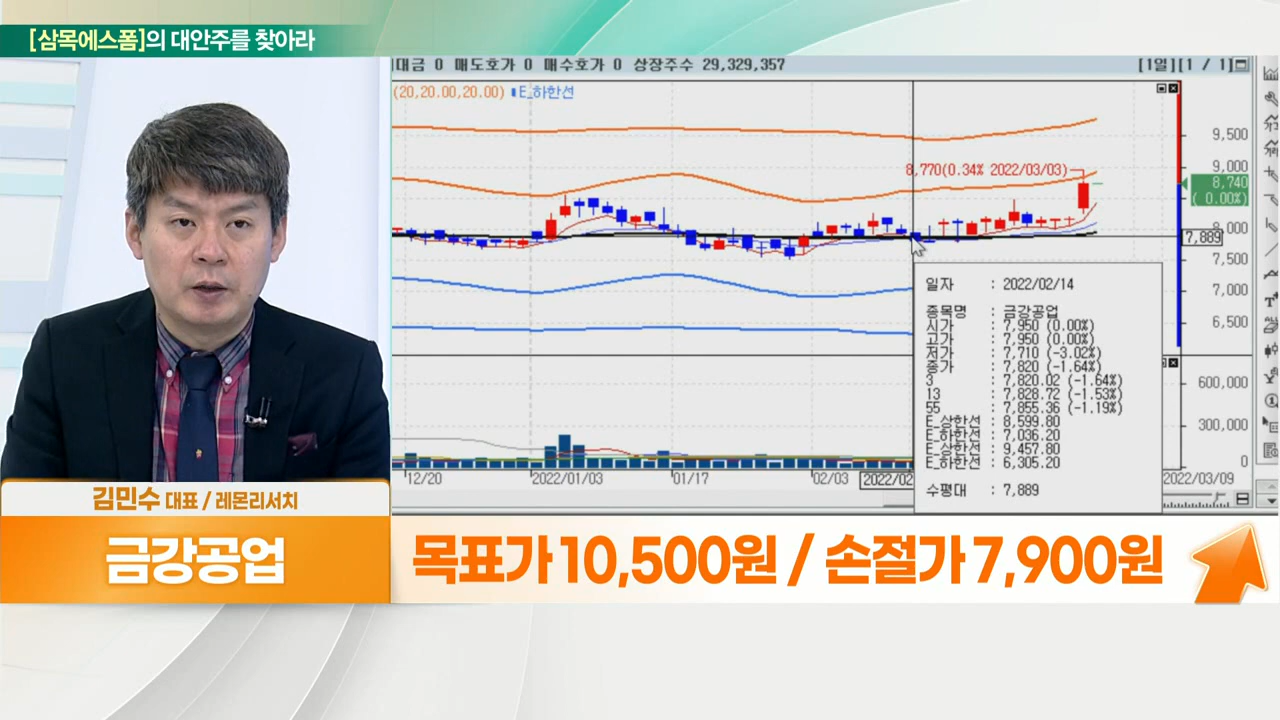 [삼목에스폼]의 대안주를 찾아라
대금 0 매도호가 0 매수호가 0 상장주수 29,329,357
[1일][1 / 1]
(20,20.00,20.00) E_하한선
9,500
8,770(0.34% 2022/03/03)
9,000
8,740
( 0.00%)
8,000
7,889
7,500
7,000
6,500
일자 : 2022/02/14
종목명 : 금강공업
시가 : 7,950 (0.00%)
고가 : 7,950 (0.00%)
저가 : 7,710 (-3.02%)
종가 : 7,820 (-1.64%)
3 : 7,820.02 (-1.64%)
13 : 7,828.72 (-1.53%)
55 : 7,855.36 (-1.19%)
E_상한선 : 8,599.80
E_하한선 : 7,036.20
E_상한선 : 9,457.80
E_하한선 : 6,305.20
수평대 : 7,889
600,000
300,000
0
12/20
2022/01/03
01/17
02/03
2022/02
2022/03/09
김민수 대표 / 레몬리서치
금강공업
목표가 10,500원 / 손절가 7,900원